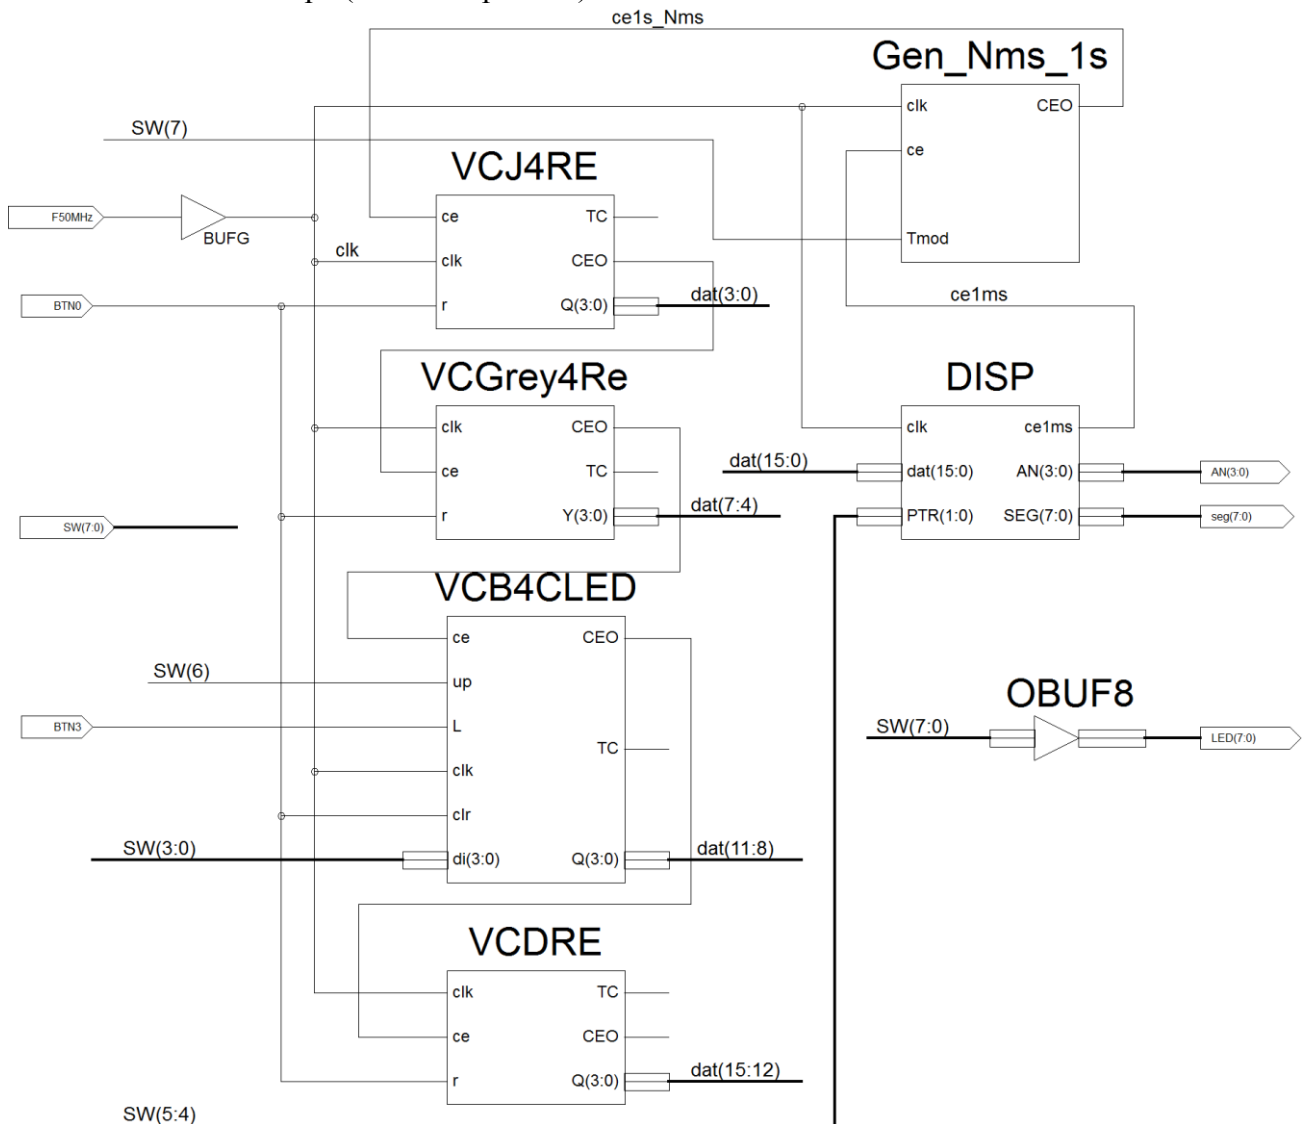 ce1s_Nms
Gen_Nms_1s
clk
CEO
ce
Tmod
SW(7)
VCJ4RE
ce
TC
clk
CEO
r
Q(3:0)
dat(3:0)
F50MHz
BUFG
clk
BTN0
ce1ms
VCGrey4Re
clk
CEO
ce
TC
r
Y(3:0)
dat(7:4)
DISP
clk
ce1ms
dat(15:0)
dat(15:0)
AN(3:0)
AN(3:0)
PTR(1:0)
SEG(7:0)
seg(7:0)
SW(7:0)
VCB4CLED
ce
CEO
SW(6)
up
BTN3
L
TC
clk
clr
SW(3:0)
di(3:0)
Q(3:0)
dat(11:8)
OBUF8
SW(7:0)
LED(7:0)
VCDRE
clk
TC
ce
CEO
r
Q(3:0)
dat(15:12)
SW(5:4)